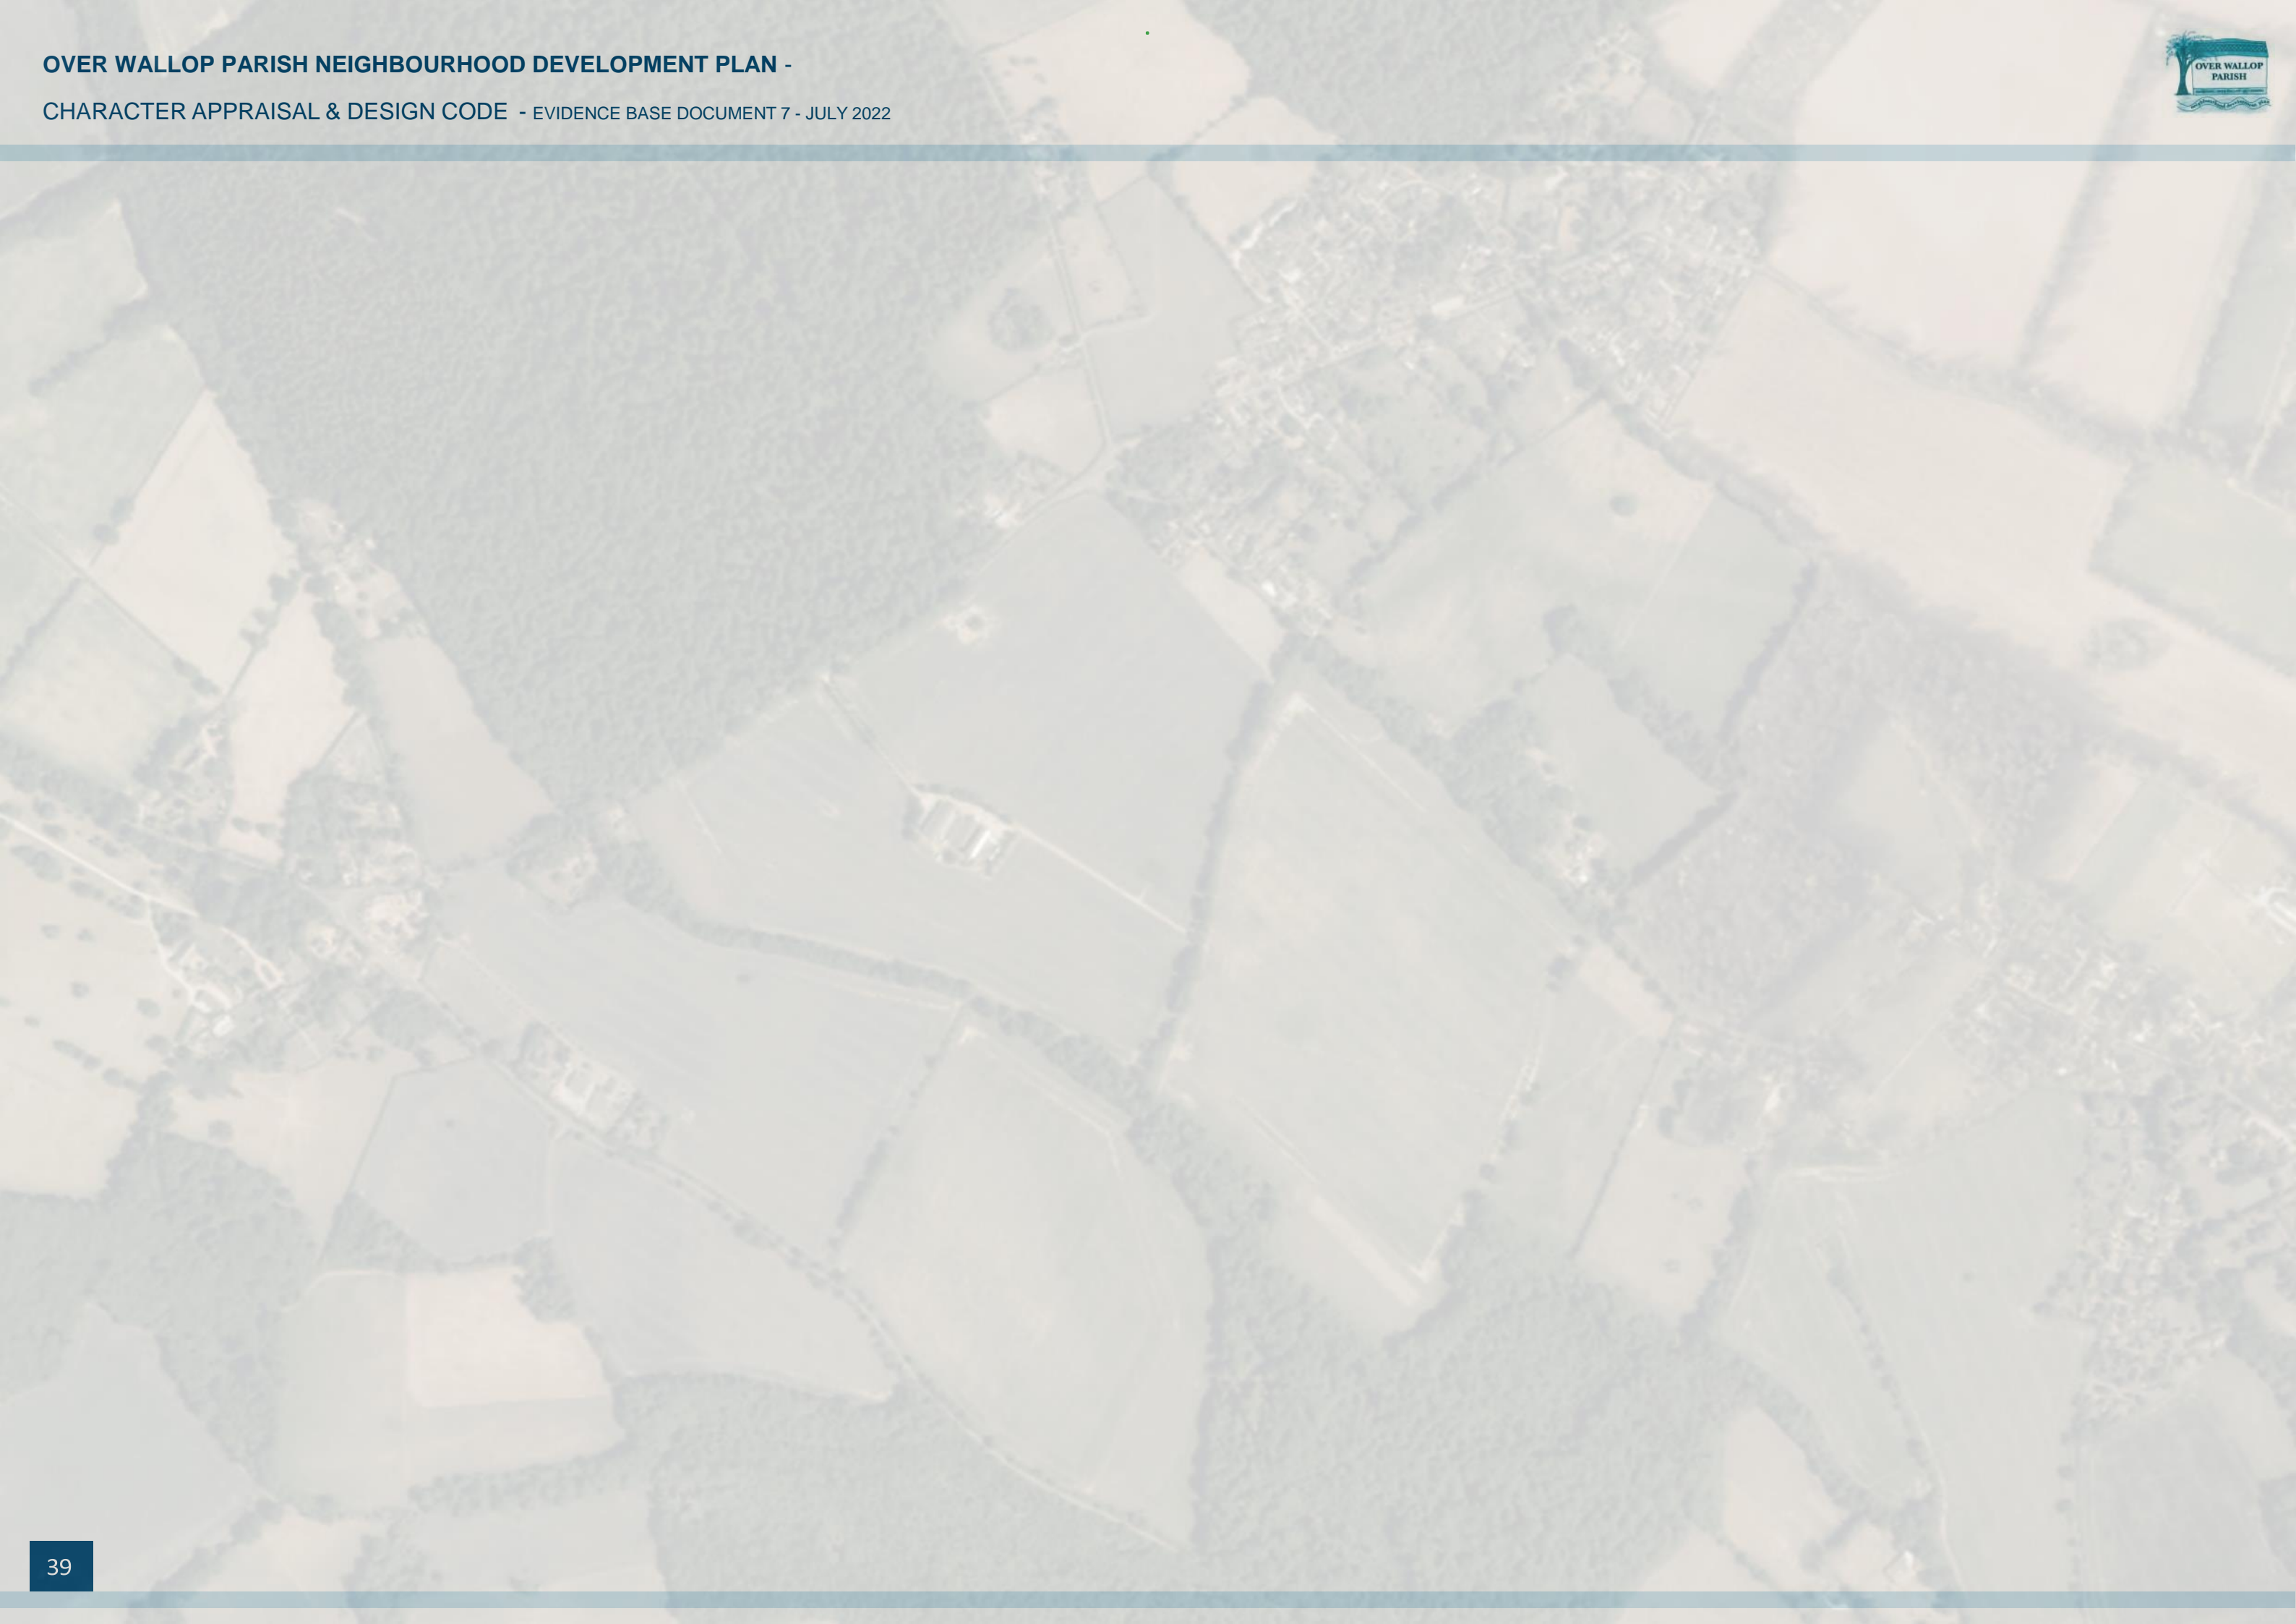 OVER WALLOP PARISH NEIGHBOURHOOD DEVELOPMENT PLAN -
CHARACTER APPRAISAL & DESIGN CODE - EVIDENCE BASE DOCUMENT 7 - JULY 2022
OVER WALLOP
PARISH
39